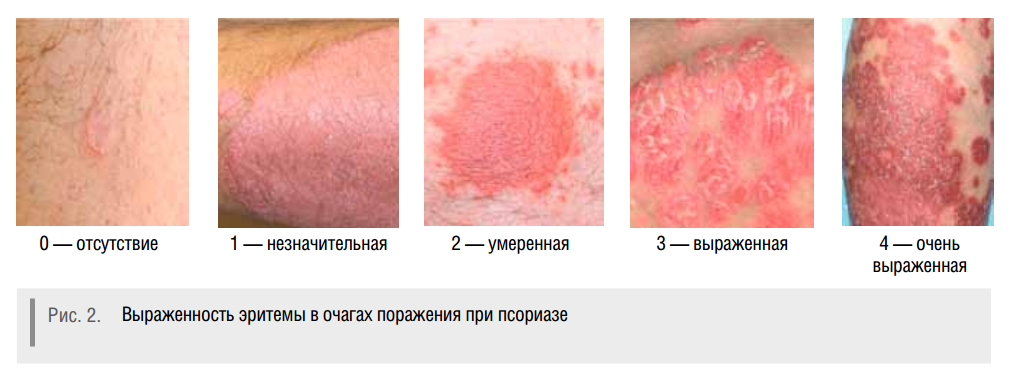 0 — отсутствие
1 — незначительная
2 — умеренная
3 — выраженная
4 — очень
выраженная
Рис. 2. Выраженность эритемы в очагах поражения при псориазе